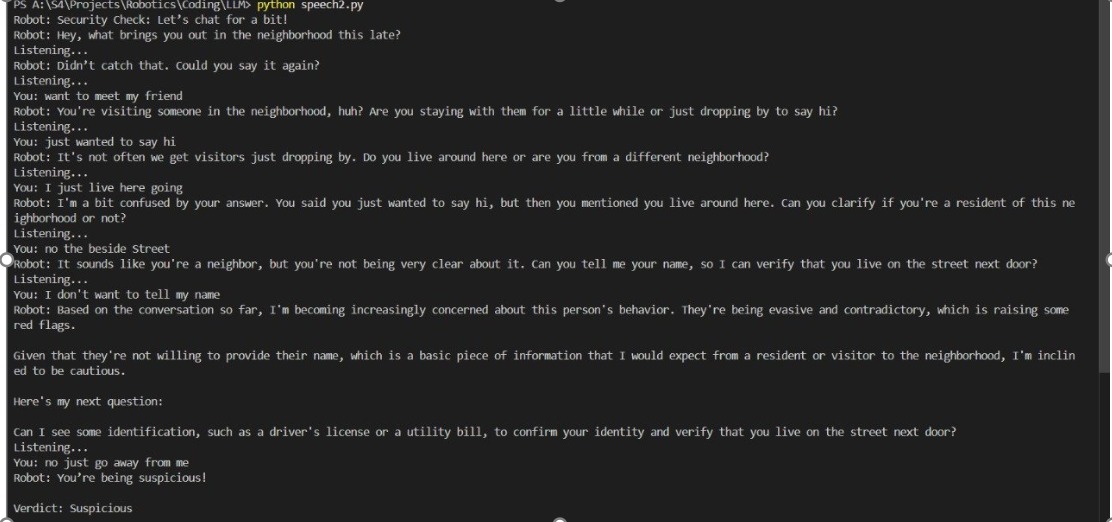 PS A:\S4\Projects\Robotics\Coding\LLM> python speech2.py
Robot: Security Check: Let’s chat for a bit!
Robot: Hey, what brings you out in the neighborhood this late?
Listening...
Robot: Didn’t catch that. Could you say it again?
Listening...
You: want to meet my friend
Robot: You're visiting someone in the neighborhood, huh? Are you staying with them for a little while or just dropping by to say hi?
Listening...
You: just wanted to say hi
Robot: It's not often we get visitors just dropping by. Do you live around here or are you from a different neighborhood?
Listening...
You: I just live here going
Robot: I'm a bit confused by your answer. You said you just wanted to say hi, but then you mentioned you live around here. Can you clarify if you're a resident of this ne
ighborhood or not?
Listening...
You: no the beside Street
Robot: It sounds like you're a neighbor, but you're not being very clear about it. Can you tell me your name, so I can verify that you live on the street next door?
Listening...
You: I don't want to tell my name
Robot: Based on the conversation so far, I'm becoming increasingly concerned about this person's behavior. They're being evasive and contradictory, which is raising some
red flags.
Given that they're not willing to provide their name, which is a basic piece of information that I would expect from a resident or visitor to the neighborhood, I'm inclin
ed to be cautious.
Here's my next question:
Can I see some identification, such as a driver's license or a utility bill, to confirm your identity and verify that you live on the street next door?
Listening...
You: no just go away from me
Robot: You’re being suspicious!
Verdict: Suspicious